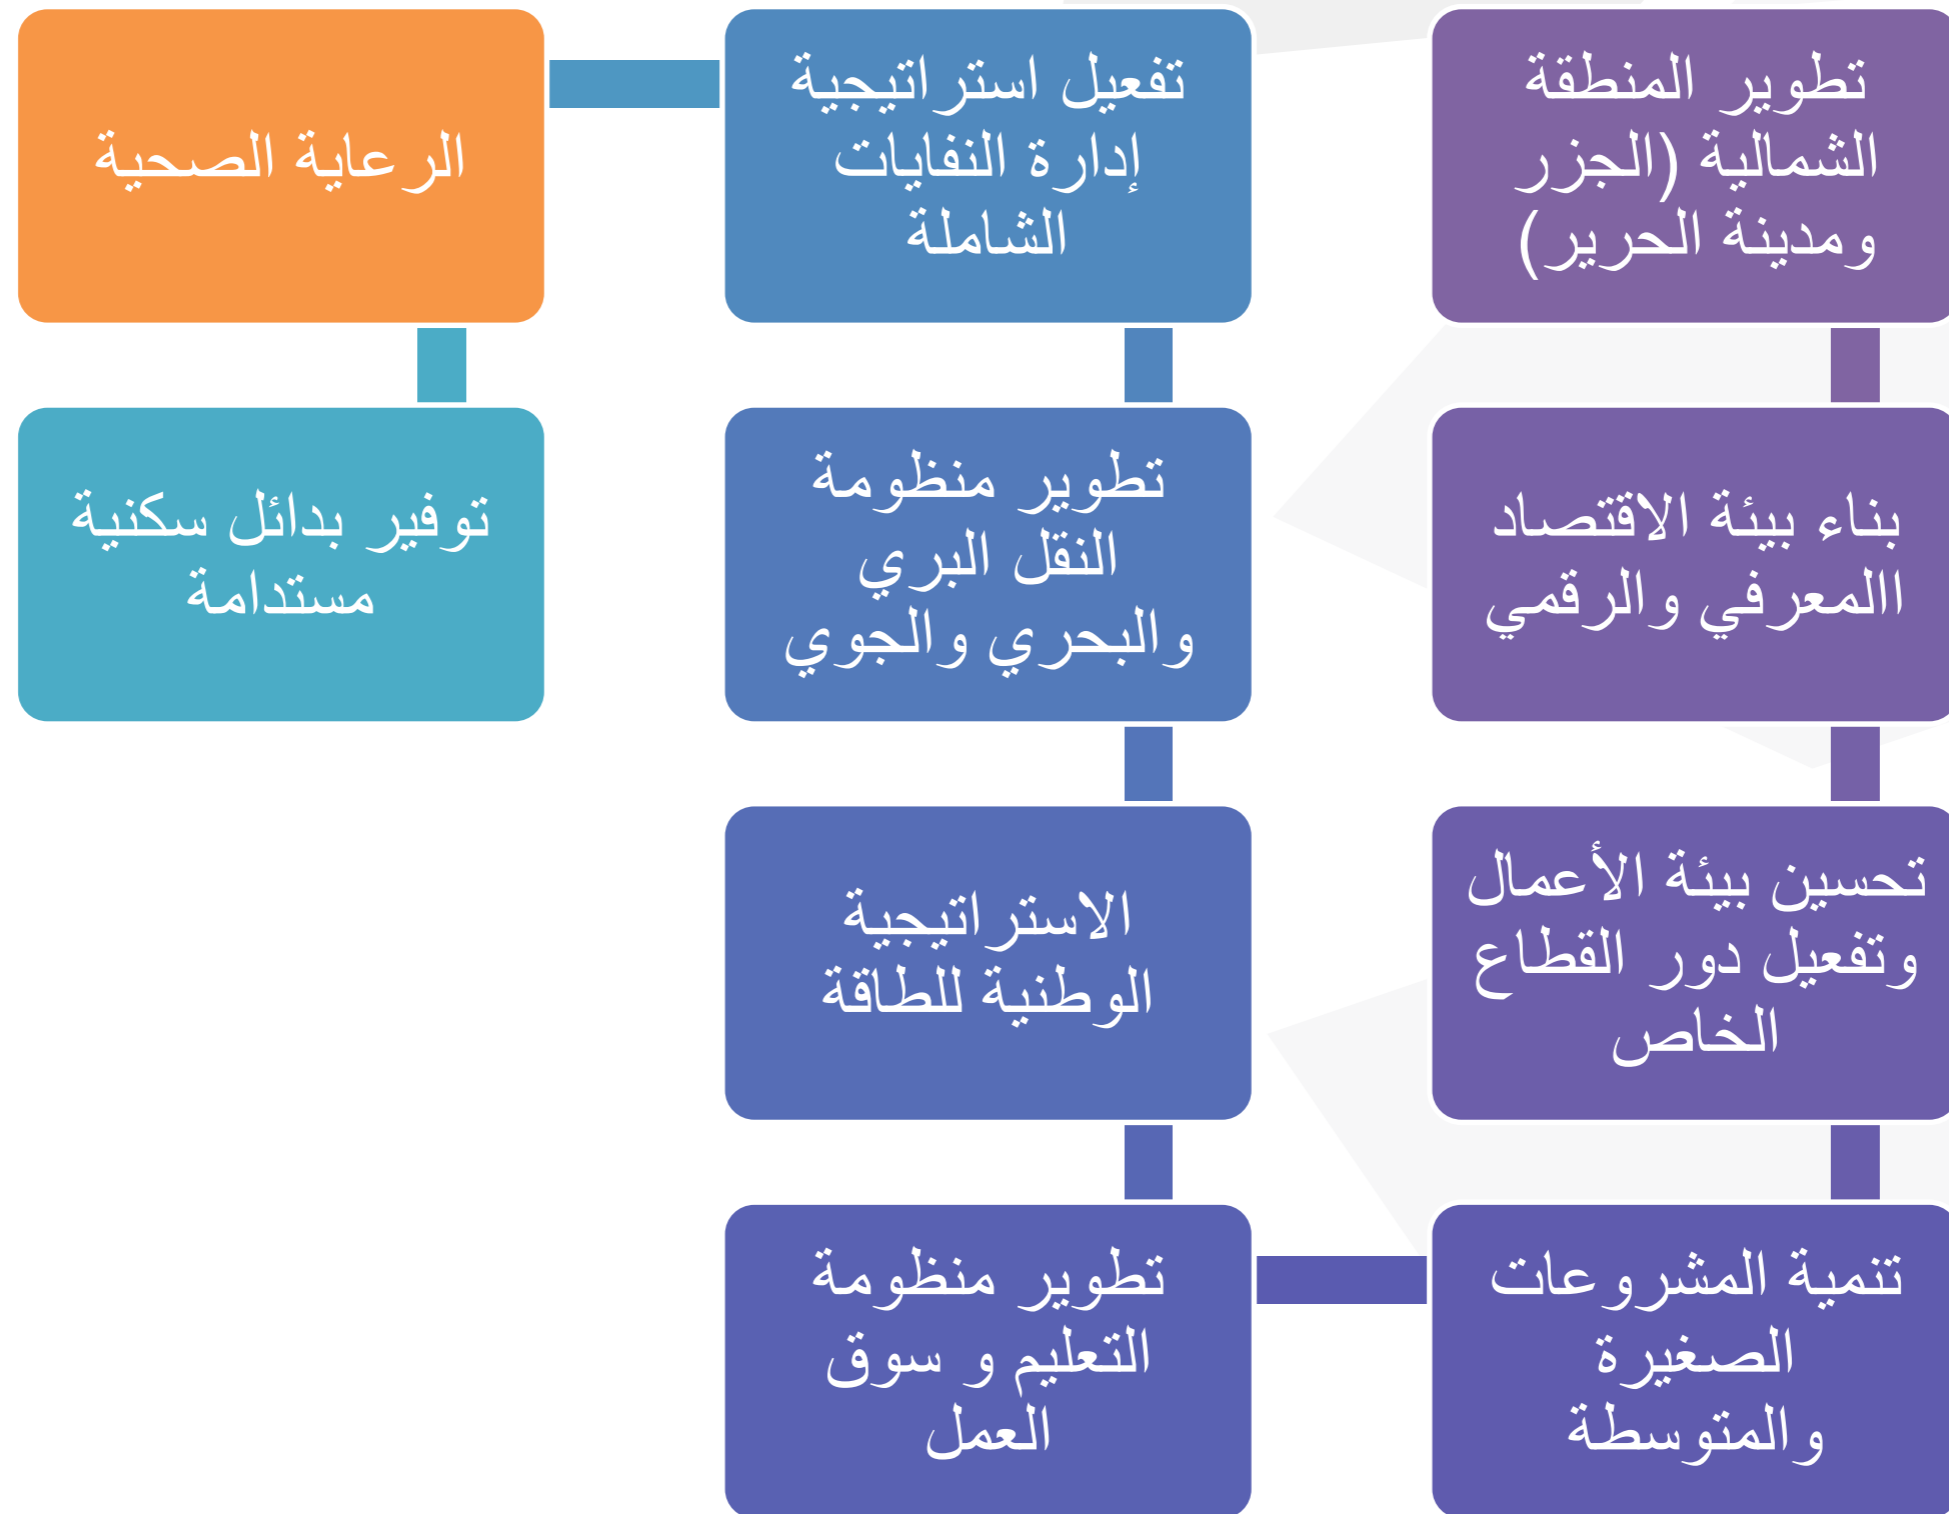 تطوير المنطقة
الشمالية (الجزر
ومدينة الحرير)
بناء بيئة الاقتصاد
االمعرفي والرقمي
تحسين بيئة الأعمال
وتفعيل دور القطاع
الخاص
تنمية المشروعات
الصغيرة
والمتوسطة
تطوير منظومة
التعليم و سوق
العمل
الاستراتيجية
الوطنية للطاقة
تطوير منظومة
النقل البري
والبحري والجوي
تفعيل استراتيجية
إدارة النفايات
الشاملة
الرعاية الصحية
توفير بدائل سكنية
مستدامة